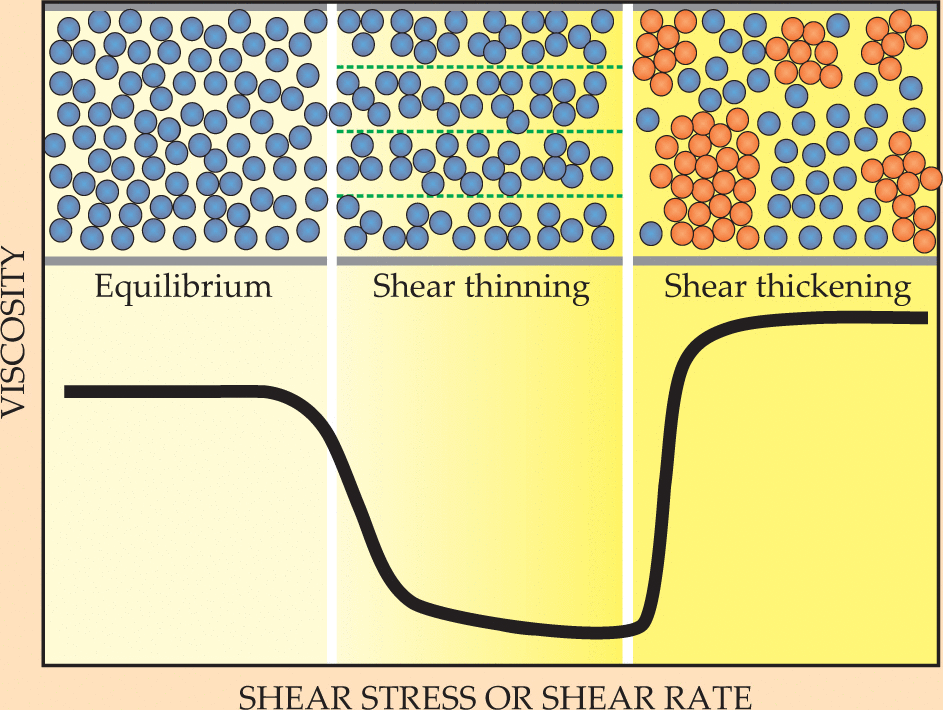 Equilibrium
Shear thinning
Shear thickening
VISCOSITY
SHEAR STRESS OR SHEAR RATE